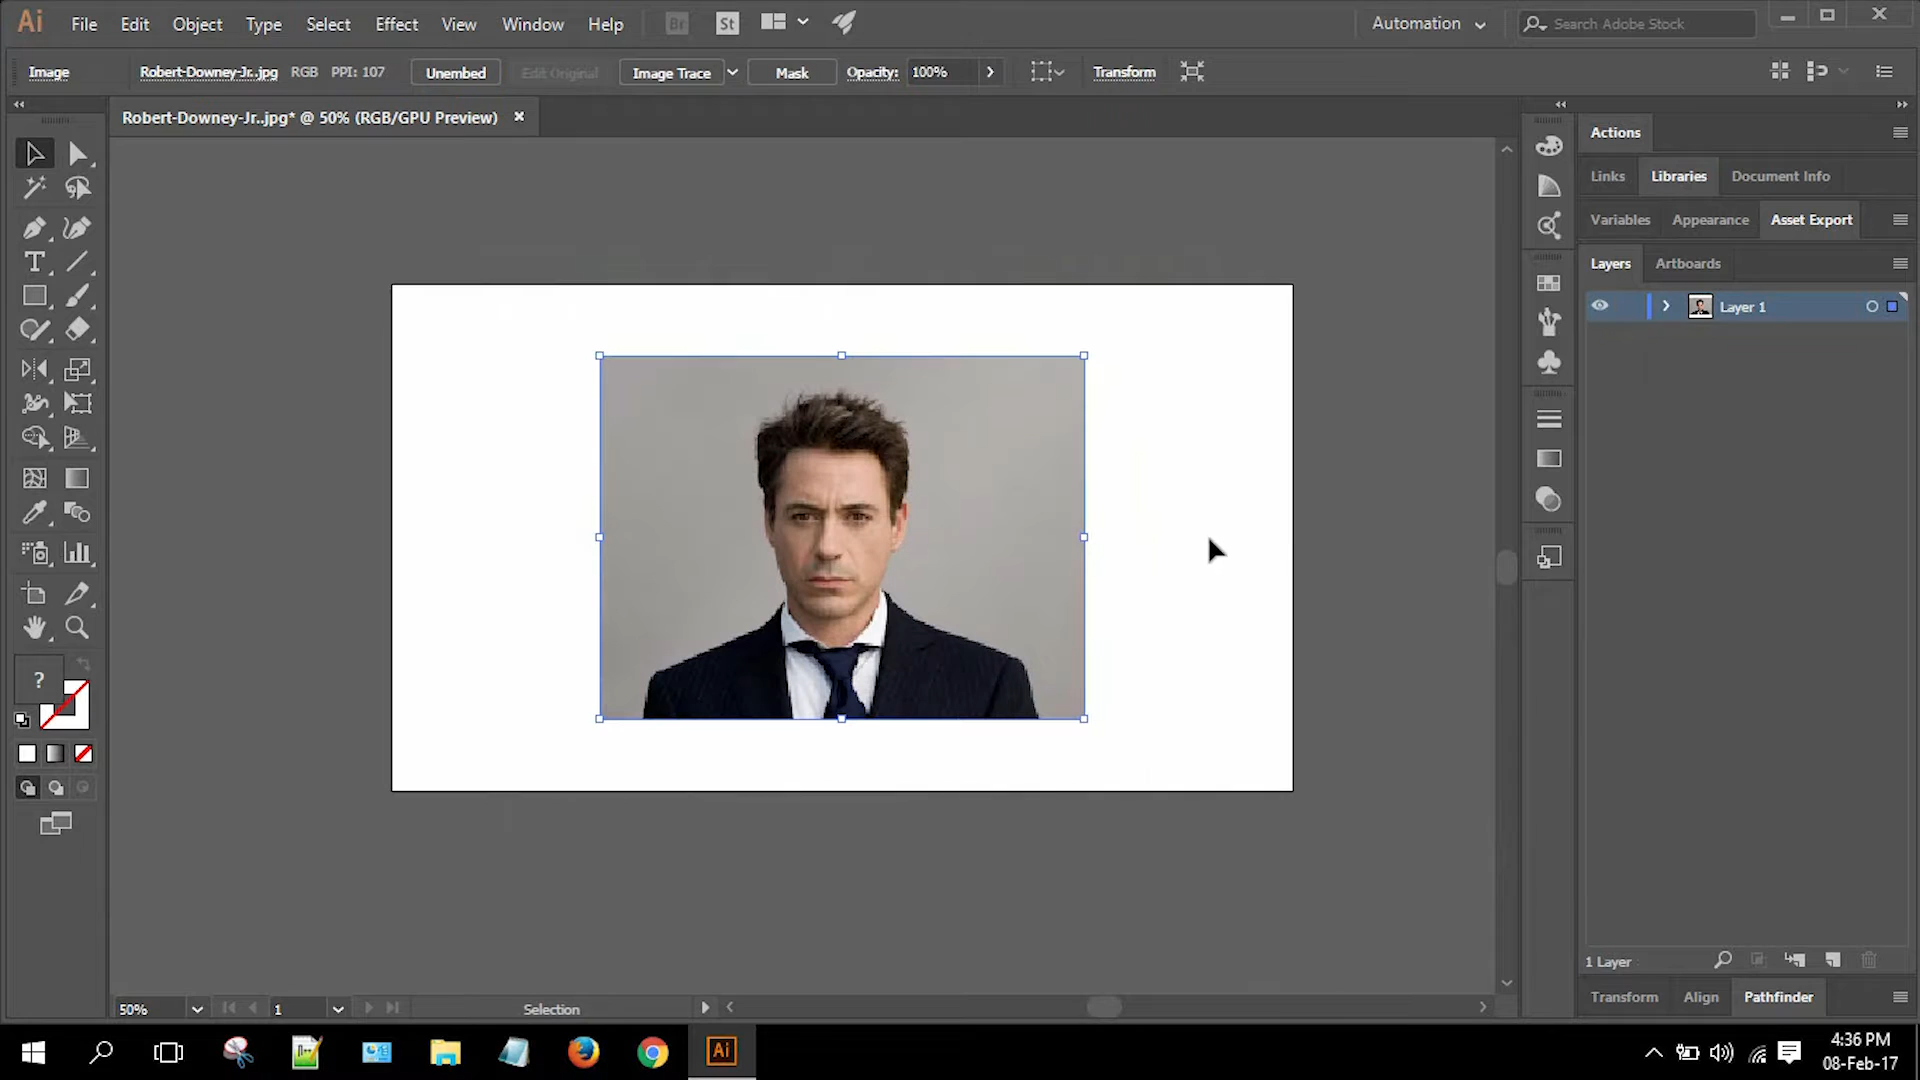 Ai File Edit Object Type Select Effect View Window Help Br St Automation Search Adobe Stock
Image Robert-Downey-Jr..jpg RGB PPI: 107 Unembed Edit Original Image Trace Mask Opacity: 100% Transform
Robert-Downey-Jr..jpg* @ 50% (RGB/GPU Preview)
Actions
Links Libraries Document Info
Variables Appearance Asset Export
Layers Artboards
Layer 1
?
1 Layer
50% 1 Selection
Transform Align Pathfinder
Ai
4:36 PM
08-Feb-17